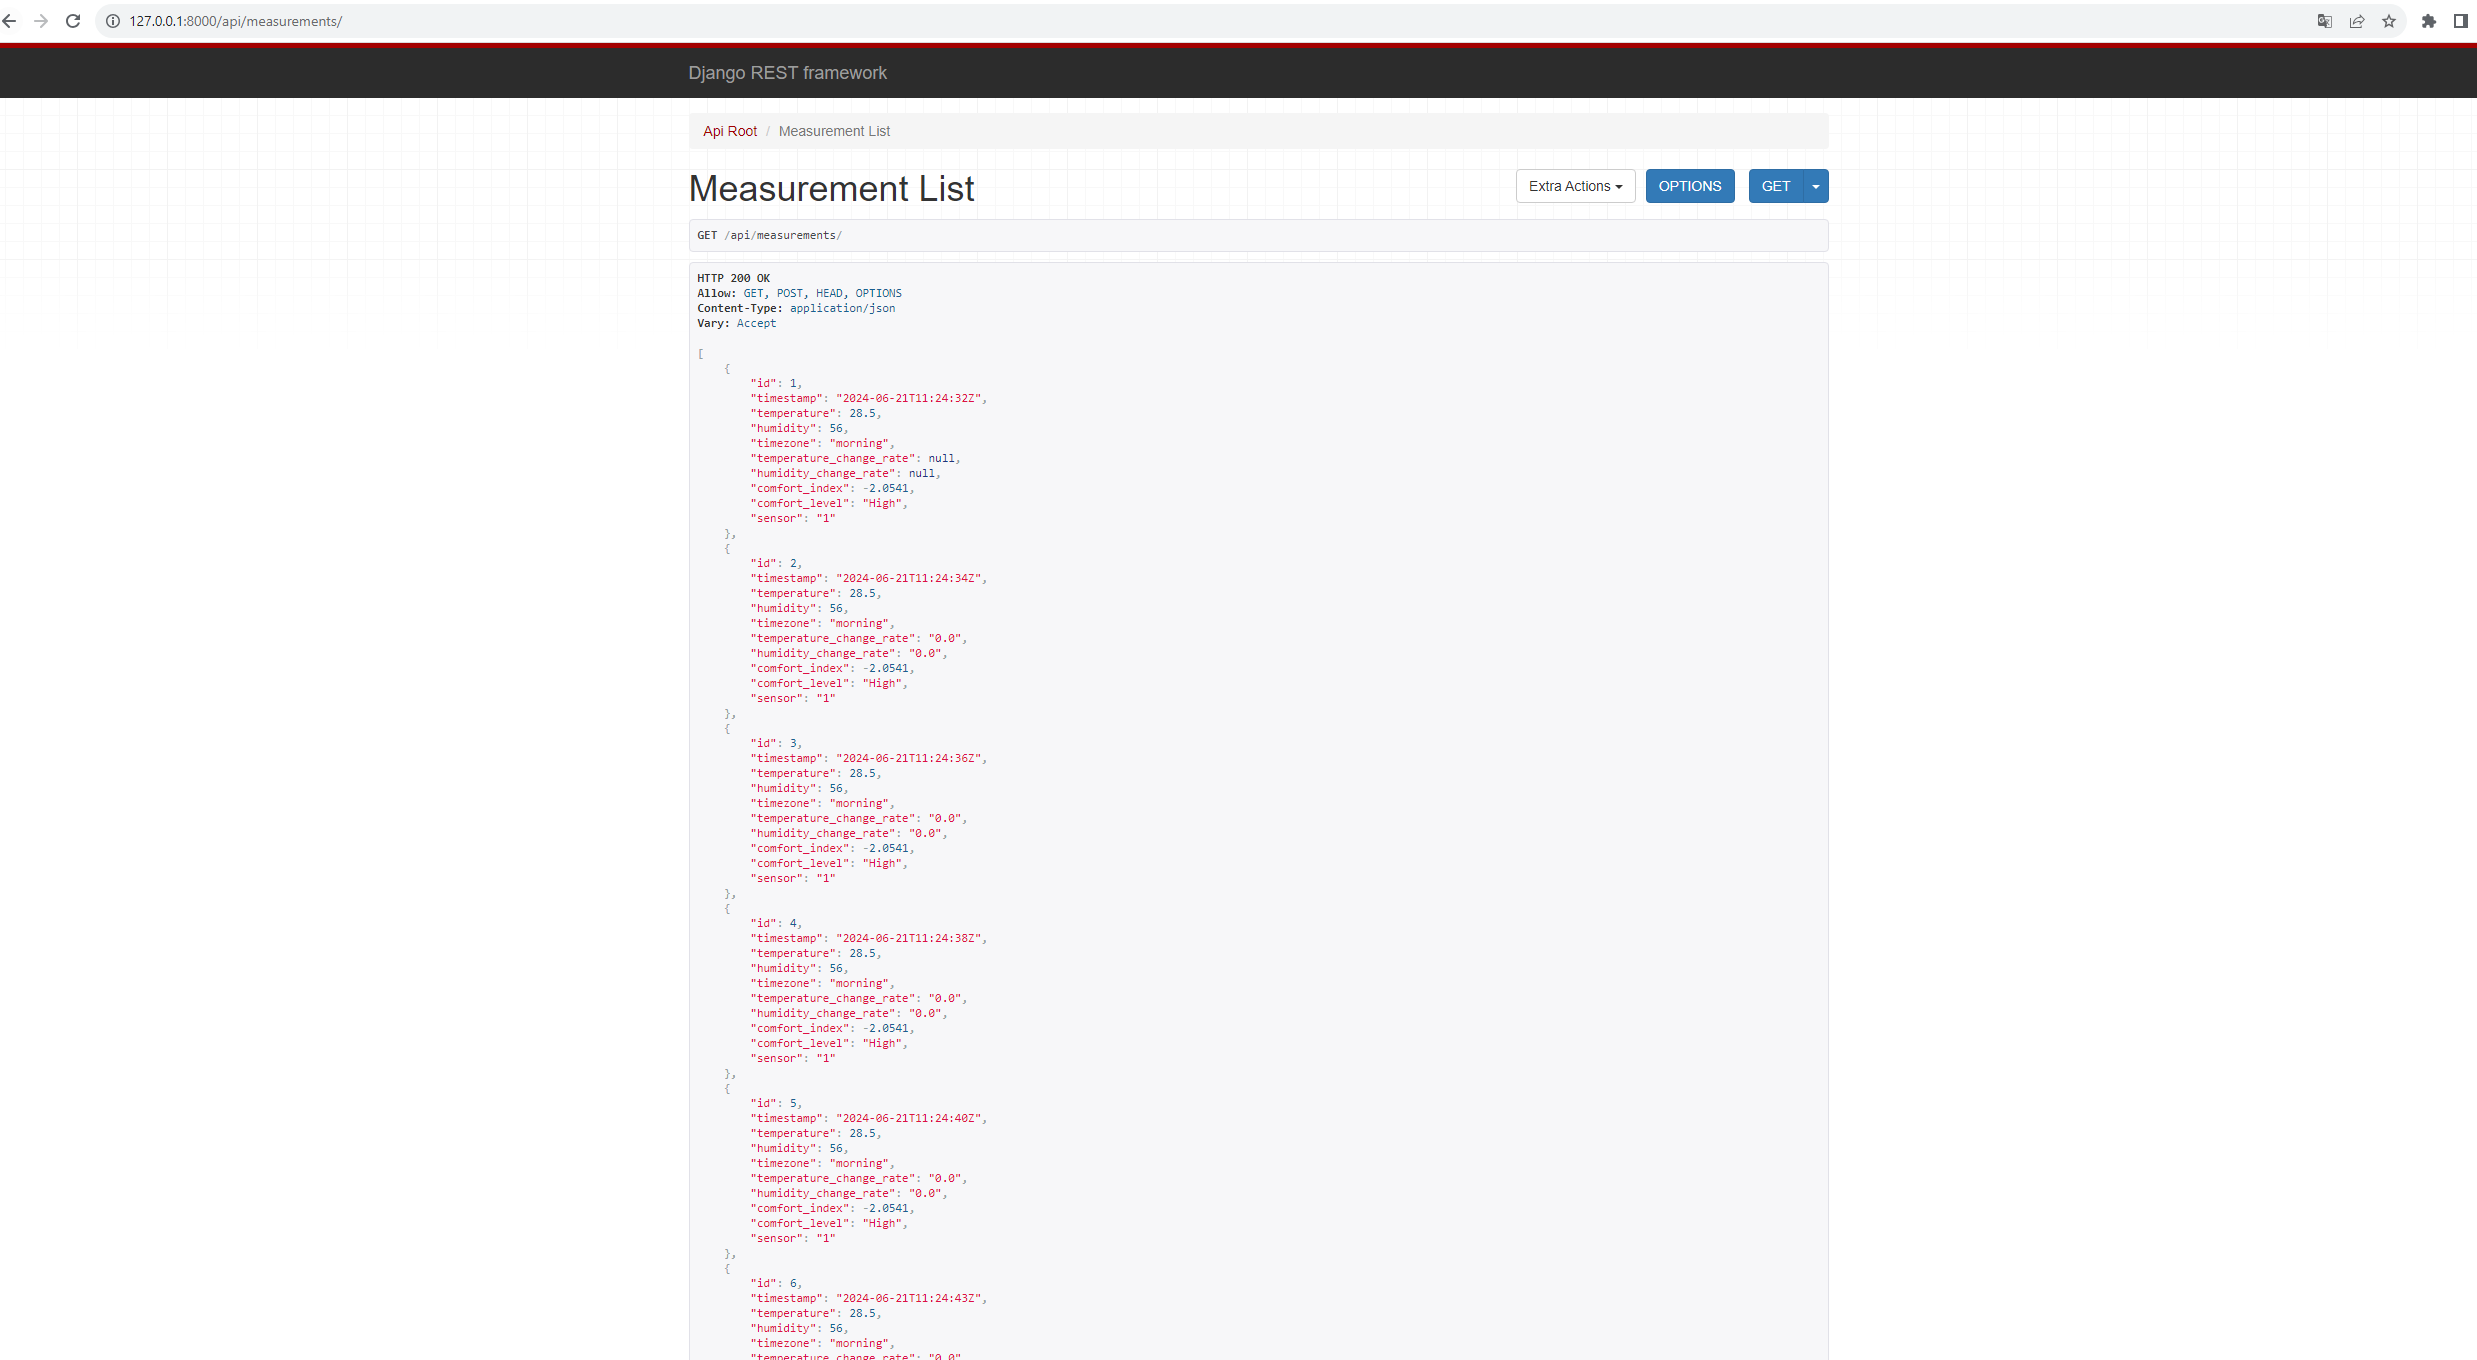 127.0.0.1:8000/api/measurements/
Django REST framework
Api Root / Measurement List
Measurement List
Extra Actions
OPTIONS
GET
GET /api/measurements/
HTTP 200 OK
Allow: GET, POST, HEAD, OPTIONS
Content-Type: application/json
Vary: Accept
[
{
"id": 1,
"timestamp": "2024-06-21T11:24:32Z",
"temperature": 28.5,
"humidity": 56,
"timezone": "morning",
"temperature_change_rate": null,
"humidity_change_rate": null,
"comfort_index": -2.0541,
"comfort_level": "High",
"sensor": "1"
},
{
"id": 2,
"timestamp": "2024-06-21T11:24:34Z",
"temperature": 28.5,
"humidity": 56,
"timezone": "morning",
"temperature_change_rate": "0.0",
"humidity_change_rate": "0.0",
"comfort_index": -2.0541,
"comfort_level": "High",
"sensor": "1"
},
{
"id": 3,
"timestamp": "2024-06-21T11:24:36Z",
"temperature": 28.5,
"humidity": 56,
"timezone": "morning",
"temperature_change_rate": "0.0",
"humidity_change_rate": "0.0",
"comfort_index": -2.0541,
"comfort_level": "High",
"sensor": "1"
},
{
"id": 4,
"timestamp": "2024-06-21T11:24:38Z",
"temperature": 28.5,
"humidity": 56,
"timezone": "morning",
"temperature_change_rate": "0.0",
"humidity_change_rate": "0.0",
"comfort_index": -2.0541,
"comfort_level": "High",
"sensor": "1"
},
{
"id": 5,
"timestamp": "2024-06-21T11:24:40Z",
"temperature": 28.5,
"humidity": 56,
"timezone": "morning",
"temperature_change_rate": "0.0",
"humidity_change_rate": "0.0",
"comfort_index": -2.0541,
"comfort_level": "High",
"sensor": "1"
},
{
"id": 6,
"timestamp": "2024-06-21T11:24:43Z",
"temperature": 28.5,
"humidity": 56,
"timezone": "morning",
"temperature_change_rate": "0.0"